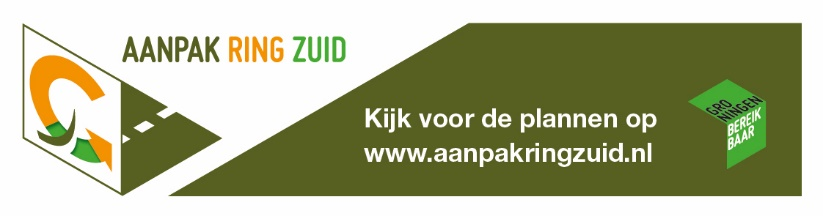 AANPAK RING ZUID
Kijk voor de plannen op
www.aanpakringzuid.nl
GRO
NINGEN
BEREIK
BAAR